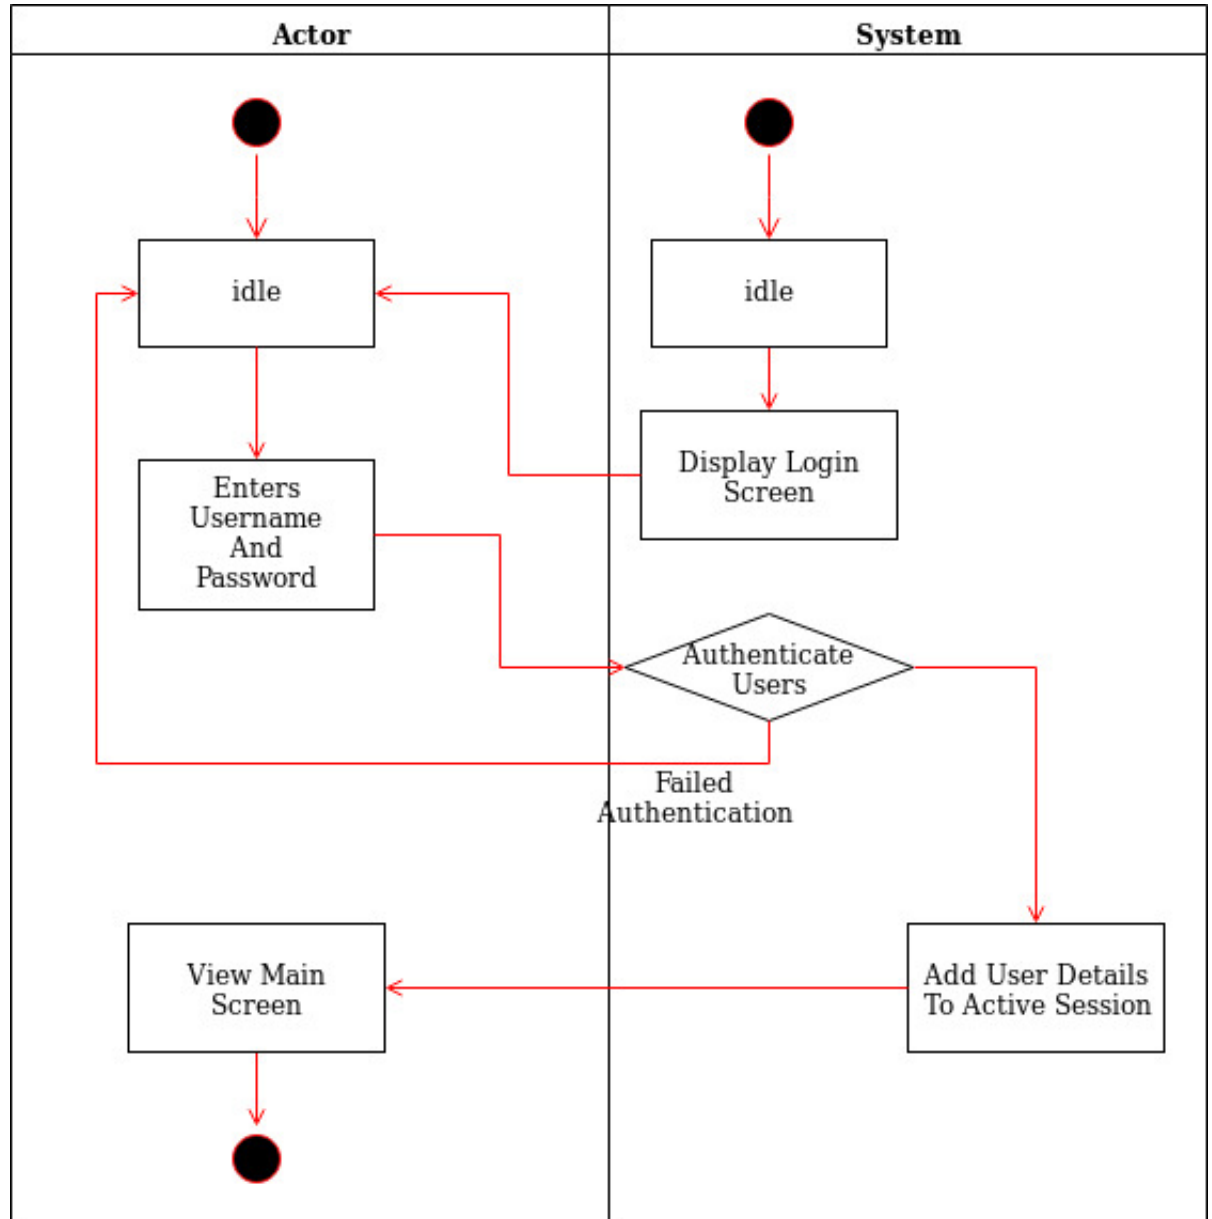 Actor
System
idle
idle
Display Login
Screen
Enters
Username
And
Password
Authenticate
Users
Failed
Authentication
View Main
Screen
Add User Details
To Active Session